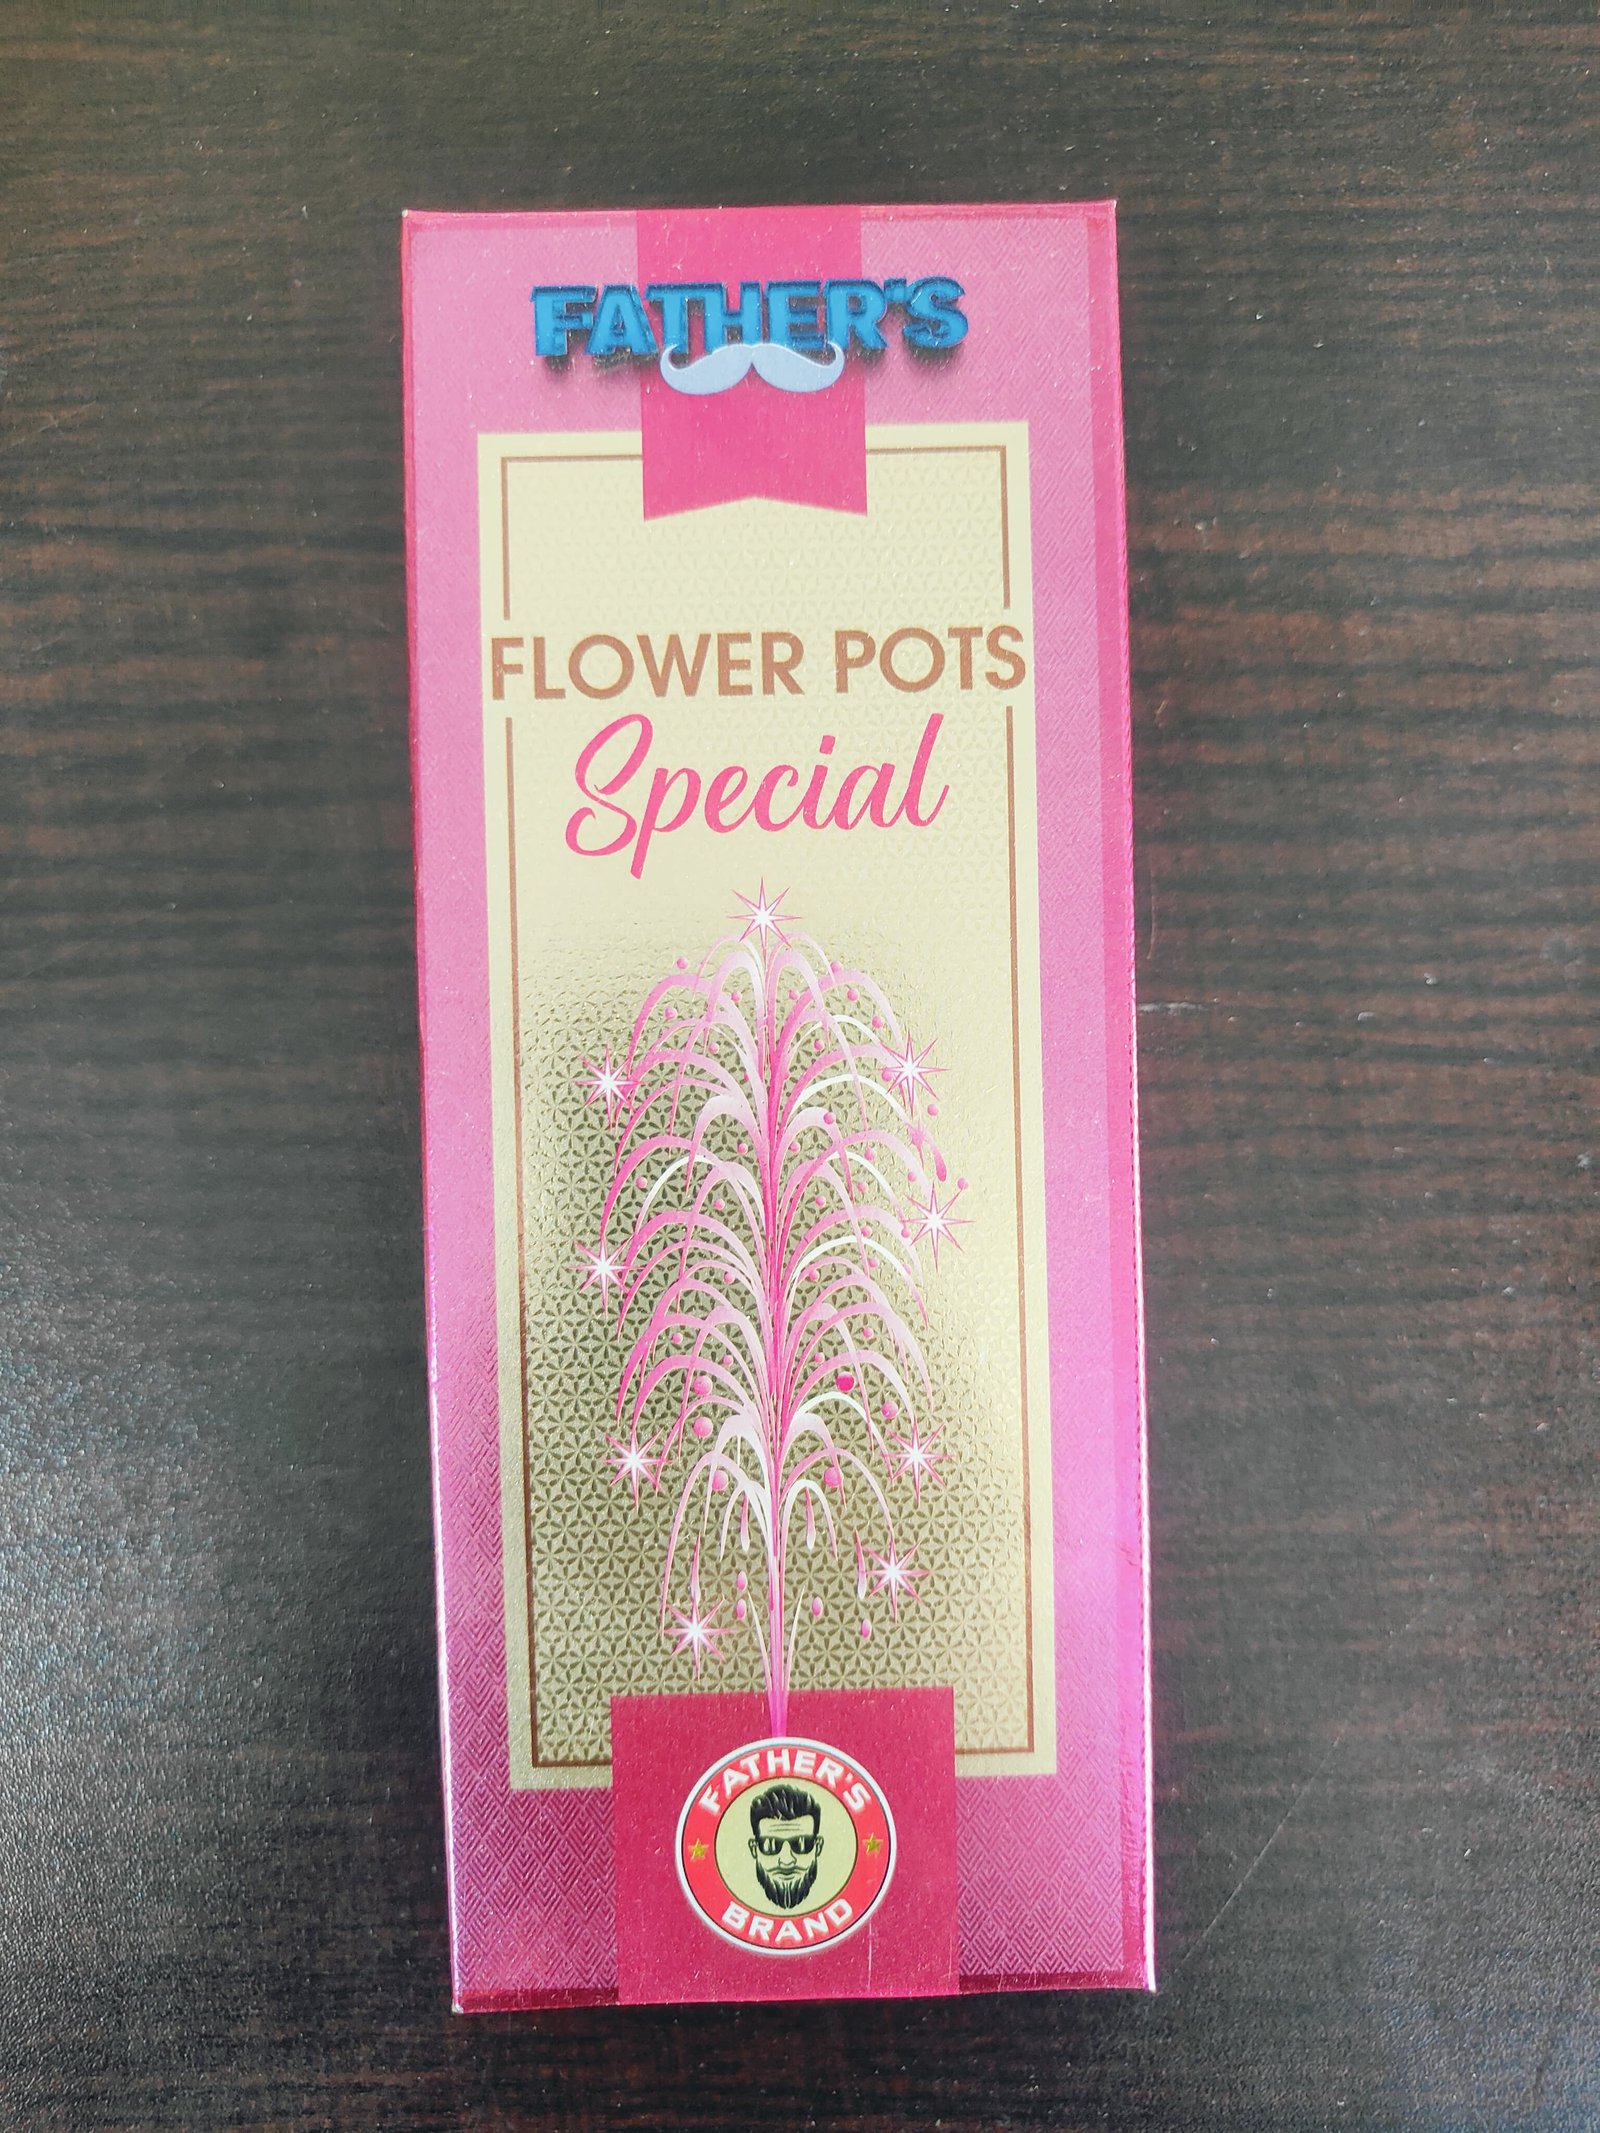 FATHER'S
FLOWER POTS
Special
FATHER'S
BRAND